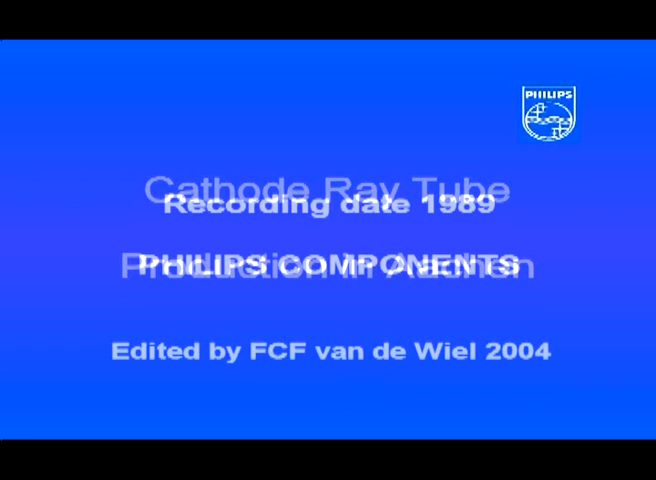 PHILIPS
Cathode Ray Tube
Recording date 1989
Production in Aachen
PHILIPS COMPONENTS
Edited by FCF van de Wiel 2004